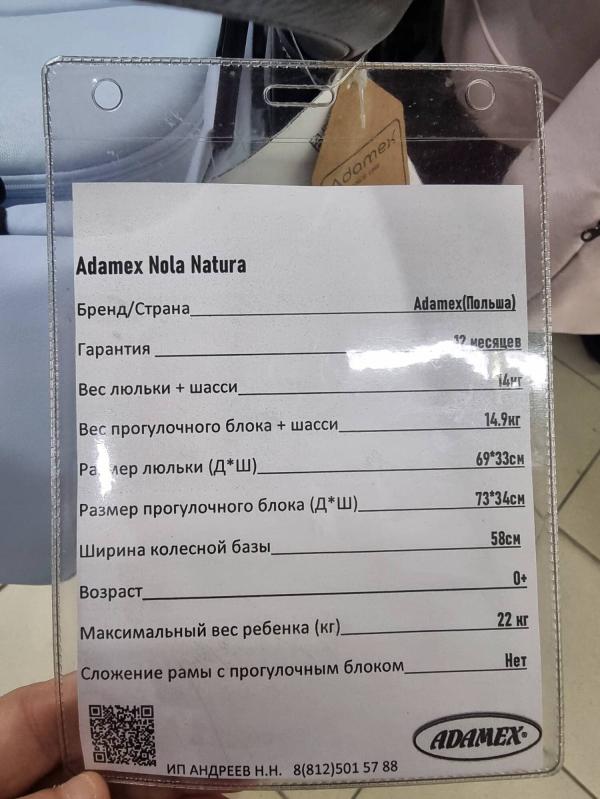 Adamex
Adamex Nola Natura
Бренд/Страна Adamex(Польша)
Гарантия 12 месяцев
Вес люльки + шасси 14кг
Вес прогулочного блока + шасси 14.9кг
Размер люльки (Д*Ш) 69*33см
Размер прогулочного блока (Д*Ш) 73*34см
Ширина колесной базы 58см
Возраст 0+
Максимальный вес ребенка (кг) 22 кг
Сложение рамы с прогулочным блоком Нет
ADAMEX®
ИП АНДРЕЕВ Н.Н. 8(812)501 57 88